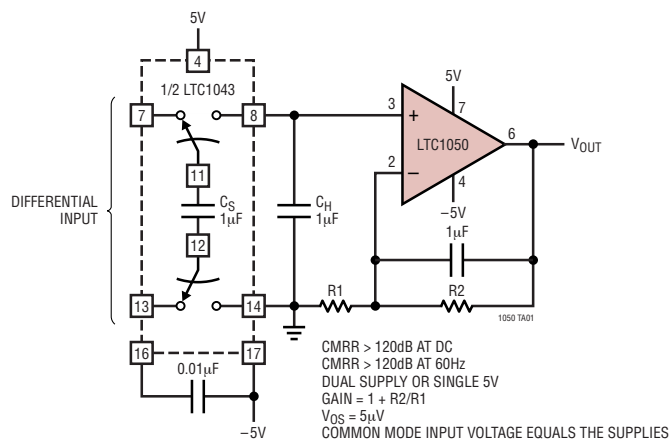 5V
4
1/2 LTC1043
7
8
11
CS
1µF
12
13
14
16
17
0.01µF
–5V
DIFFERENTIAL
INPUT
CH
1µF
3
+
2
–
5V
7
LTC1050
6
VOUT
4
–5V
1µF
R1
R2
1050 TA01
CMRR > 120dB AT DC
CMRR > 120dB AT 60Hz
DUAL SUPPLY OR SINGLE 5V
GAIN = 1 + R2/R1
VOS = 5µV
COMMON MODE INPUT VOLTAGE EQUALS THE SUPPLIES